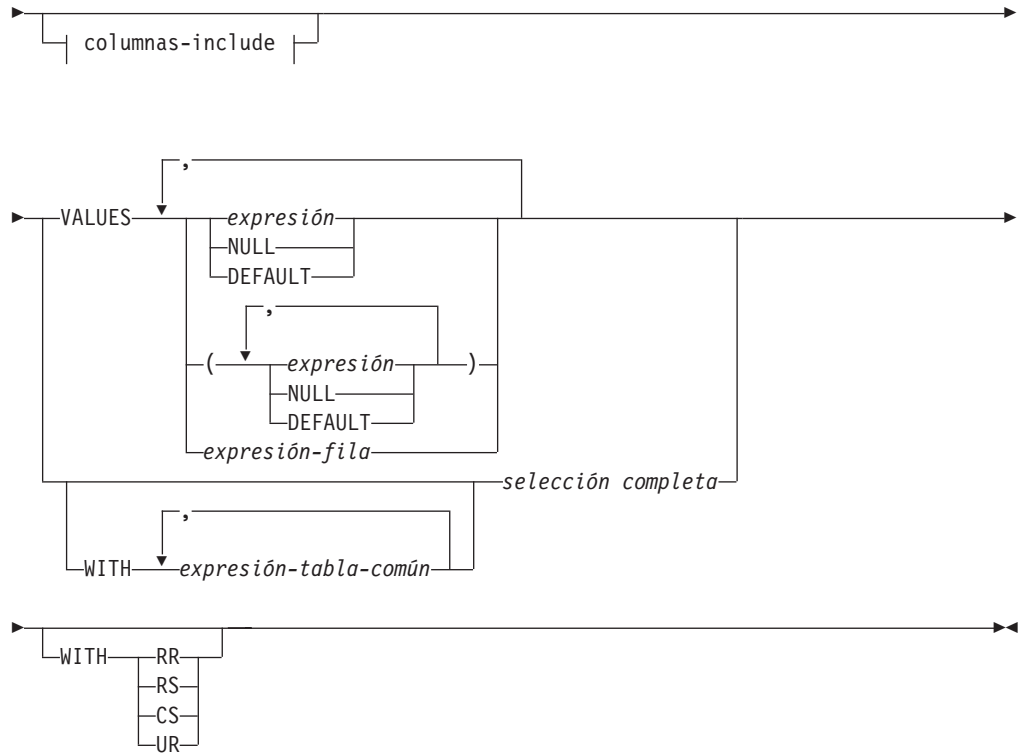 columnas-include
,
VALUES expresión
NULL
DEFAULT
,
( expresión )
NULL
DEFAULT
expresión-fila
selección completa
,
WITH expresión-tabla-común
WITH RR
RS
CS
UR